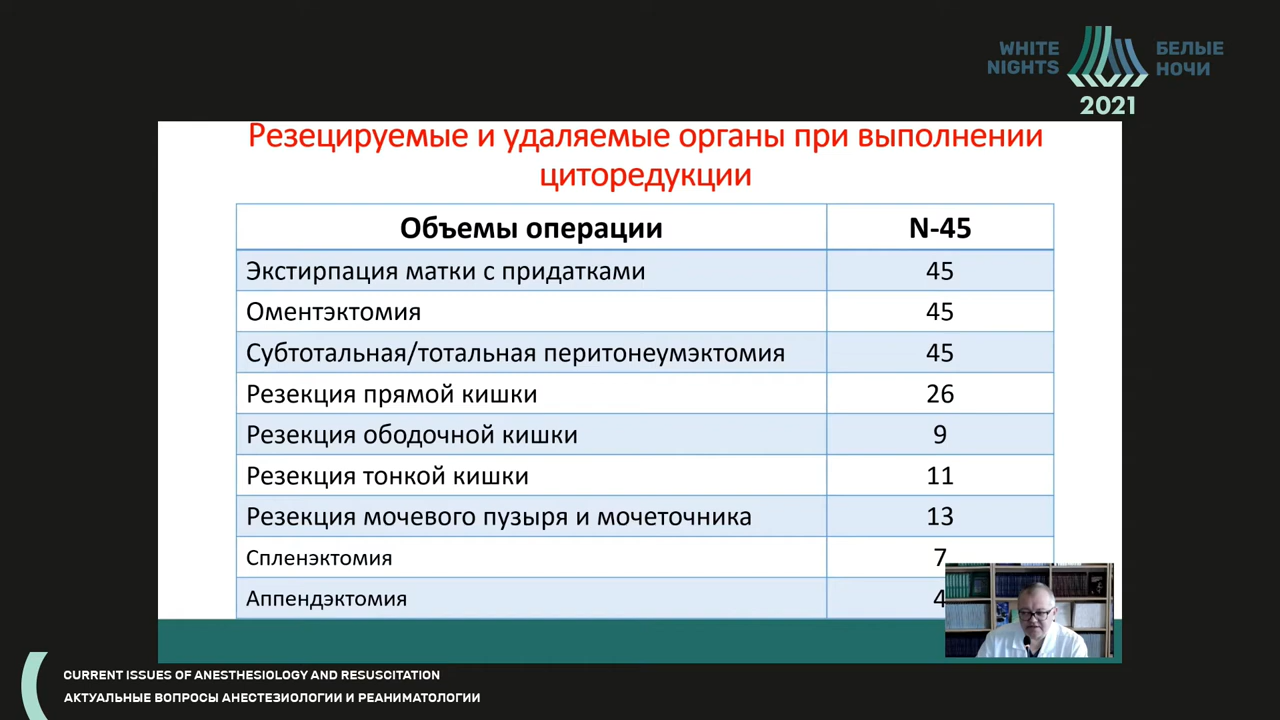 WHITE NIGHTS
БЕЛЫЕ НОЧИ
2021
Резецируемые и удаляемые органы при выполнении
циторедукции
Объемы операции N-45
Экстирпация матки с придатками 45
Оментэктомия 45
Субтотальная/тотальная перитонеумэктомия 45
Резекция прямой кишки 26
Резекция ободочной кишки 9
Резекция тонкой кишки 11
Резекция мочевого пузыря и мочеточника 13
Спленэктомия 7
Аппендэктомия
CURRENT ISSUES OF ANESTHESIOLOGY AND RESUSCITATION
АКТУАЛЬНЫЕ ВОПРОСЫ АНЕСТЕЗИОЛОГИИ И РЕАНИМАТОЛОГИИ